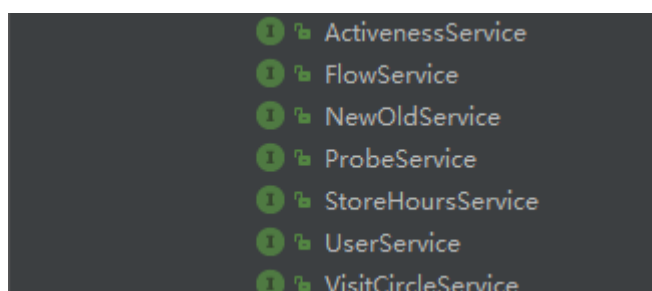 ActivenessService
FlowService
NewOldService
ProbeService
StoreHoursService
UserService
VisitCircleService